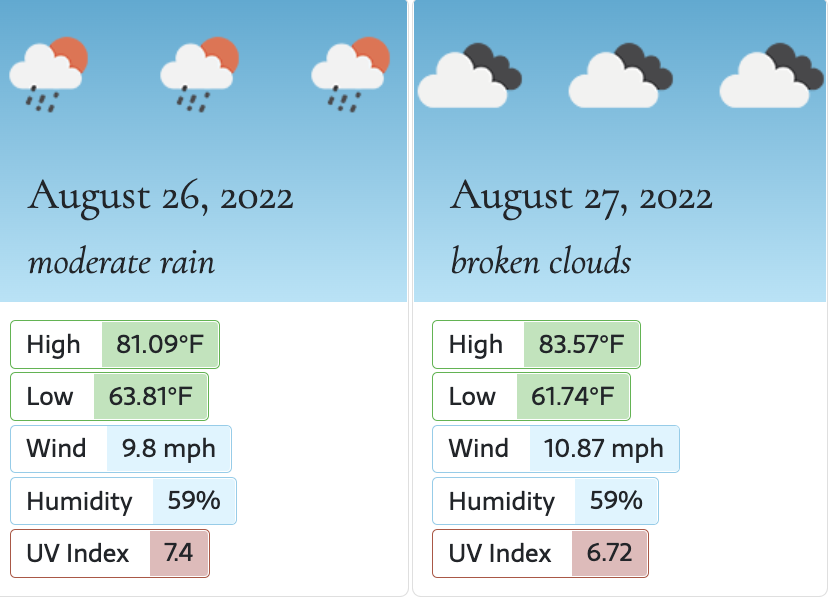 August 26, 2022
moderate rain
High 81.09°F
Low 63.81°F
Wind 9.8 mph
Humidity 59%
UV Index 7.4
August 27, 2022
broken clouds
High 83.57°F
Low 61.74°F
Wind 10.87 mph
Humidity 59%
UV Index 6.72